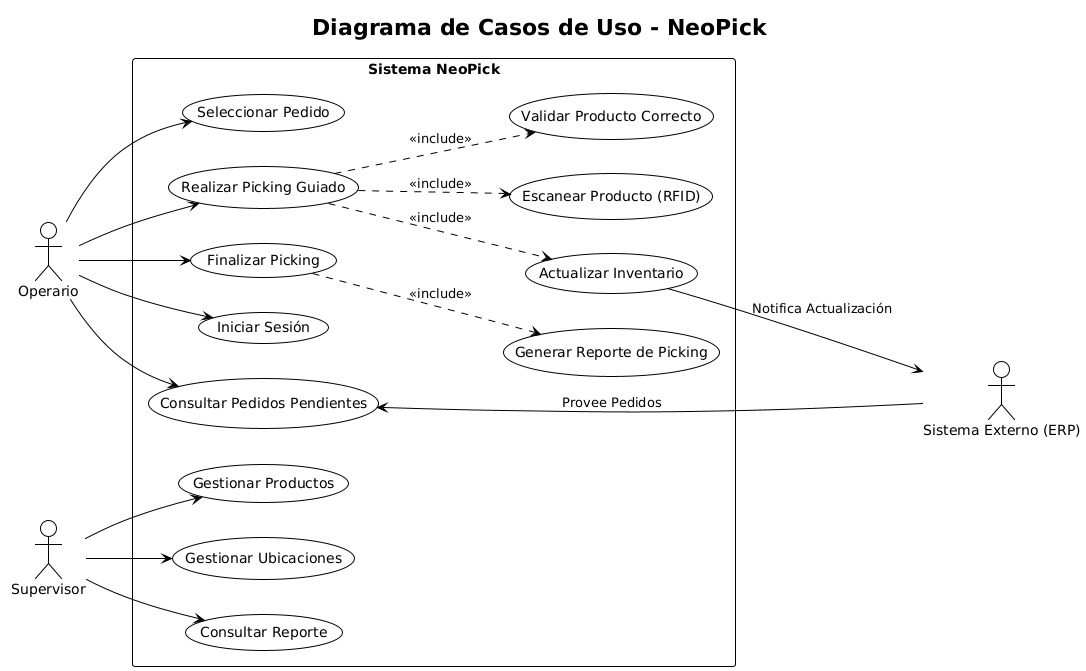 Diagrama de Casos de Uso - NeoPick
Sistema NeoPick
Seleccionar Pedido
Validar Producto Correcto
«include»
Realizar Picking Guiado
«include»
Escanear Producto (RFID)
«include»
Finalizar Picking
Actualizar Inventario
Operario
«include»
Notifica Actualización
Iniciar Sesión
Generar Reporte de Picking
Consultar Pedidos Pendientes
Provee Pedidos
Sistema Externo (ERP)
Gestionar Productos
Gestionar Ubicaciones
Supervisor
Consultar Reporte